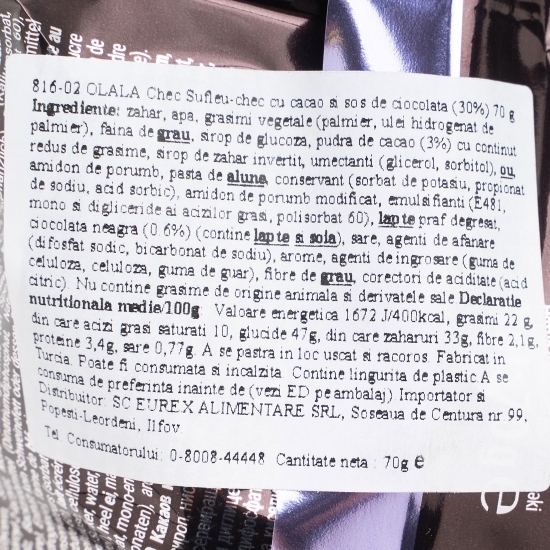 816-02 OLALA Chec Sufleu-chec cu cacao si sos de ciocolata (30%) 70 g
Ingrediente: zahar, apa, grasimi vegetale (palmier, ulei hidrogenat de
palmier), faina de grau, sirop de glucoza, pudra de cacao (3%) cu continut
redus de grasime, sirop de zahar invertit, umectanti (glicerol, sorbitol), ou,
amidon de porumb, pasta de alune, conservant (sorbat de potasiu, propionat
de sodiu, acid sorbic), amidon de porumb modificat, emulsifianti (E481,
mono si digliceride ai acizilor grasi, polisorbat 60), lapte praf degresat,
ciocolata neagra (0.6%) (contine lapte si soia), sare, agenti de afanare
(difosfat sodic, bicarbonat de sodiu), arome, agenti de ingrosare (guma de
celuloza, celuloza, guma de guar), fibre de grau, corectori de aciditate (acid
citric). Nu contine grasime de origine animala si derivatele sale Declaratie
nutritionala medie/100g: Valoare energetica 1672 J/400kcal, grasimi 22 g,
din care acizi grasi saturati 10, glucide 47g, din care zaharuri 33g, fibre 2,1g,
proteine 3,4g, sare 0,77g. A se pastra in loc uscat si racoros. Fabricat in
Turcia. Poate fi consumata si incalzita. Contine lingurita de plastic. A se
consuma de preferinta inainte de (vezi ED pe ambalaj) Importator si
Distribuitor: SC EUREX ALIMENTARE SRL, Soseaua de Centura nr 99,
Popesti-Leordeni, Ilfov
Tel. Consumatorului: 0-8008-44448 Cantitate neta : 70g e